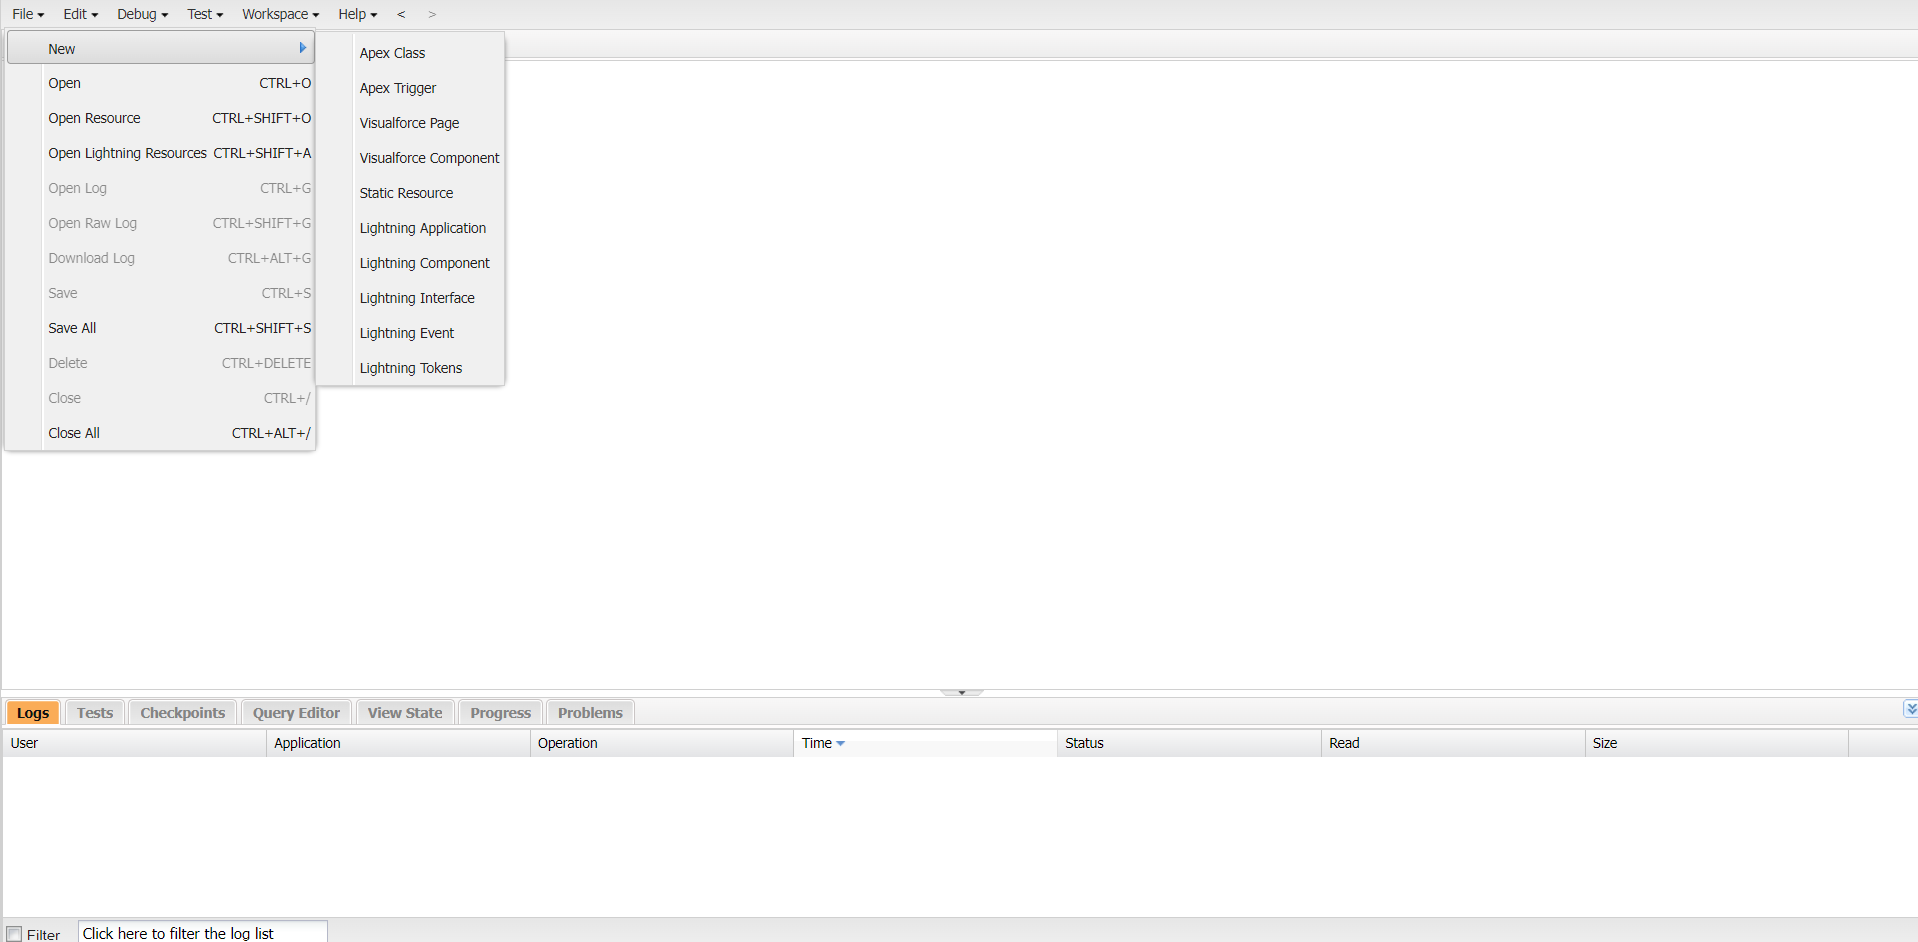 File Edit Debug Test Workspace Help < >
New
Open CTRL+O
Open Resource CTRL+SHIFT+O
Open Lightning Resources CTRL+SHIFT+A
Open Log CTRL+G
Open Raw Log CTRL+SHIFT+G
Download Log CTRL+ALT+G
Save CTRL+S
Save All CTRL+SHIFT+S
Delete CTRL+DELETE
Close CTRL+/
Close All CTRL+ALT+/
Apex Class
Apex Trigger
Visualforce Page
Visualforce Component
Static Resource
Lightning Application
Lightning Component
Lightning Interface
Lightning Event
Lightning Tokens
Logs Tests Checkpoints Query Editor View State Progress Problems
User Application Operation Time Status Read Size
Filter Click here to filter the log list